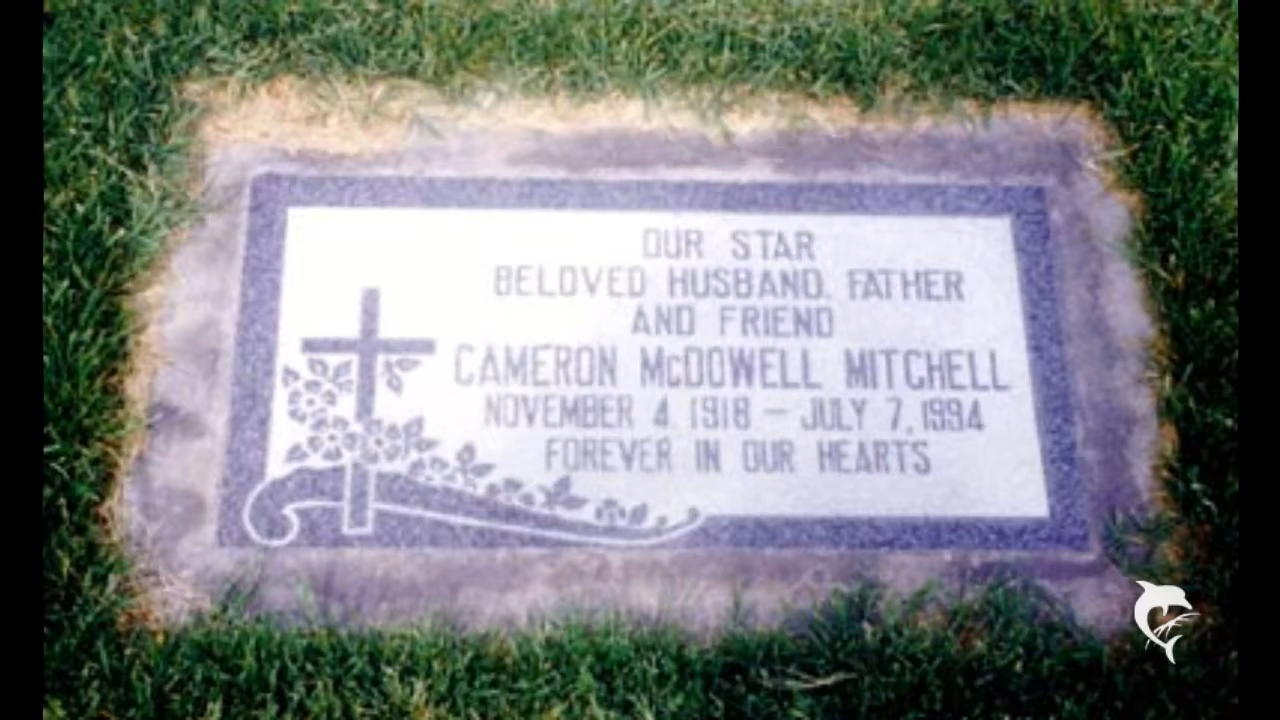 OUR STAR
BELOVED HUSBAND, FATHER
AND FRIEND
CAMERON McDOWELL MITCHELL
NOVEMBER 4, 1918 – JULY 7, 1994
FOREVER IN OUR HEARTS